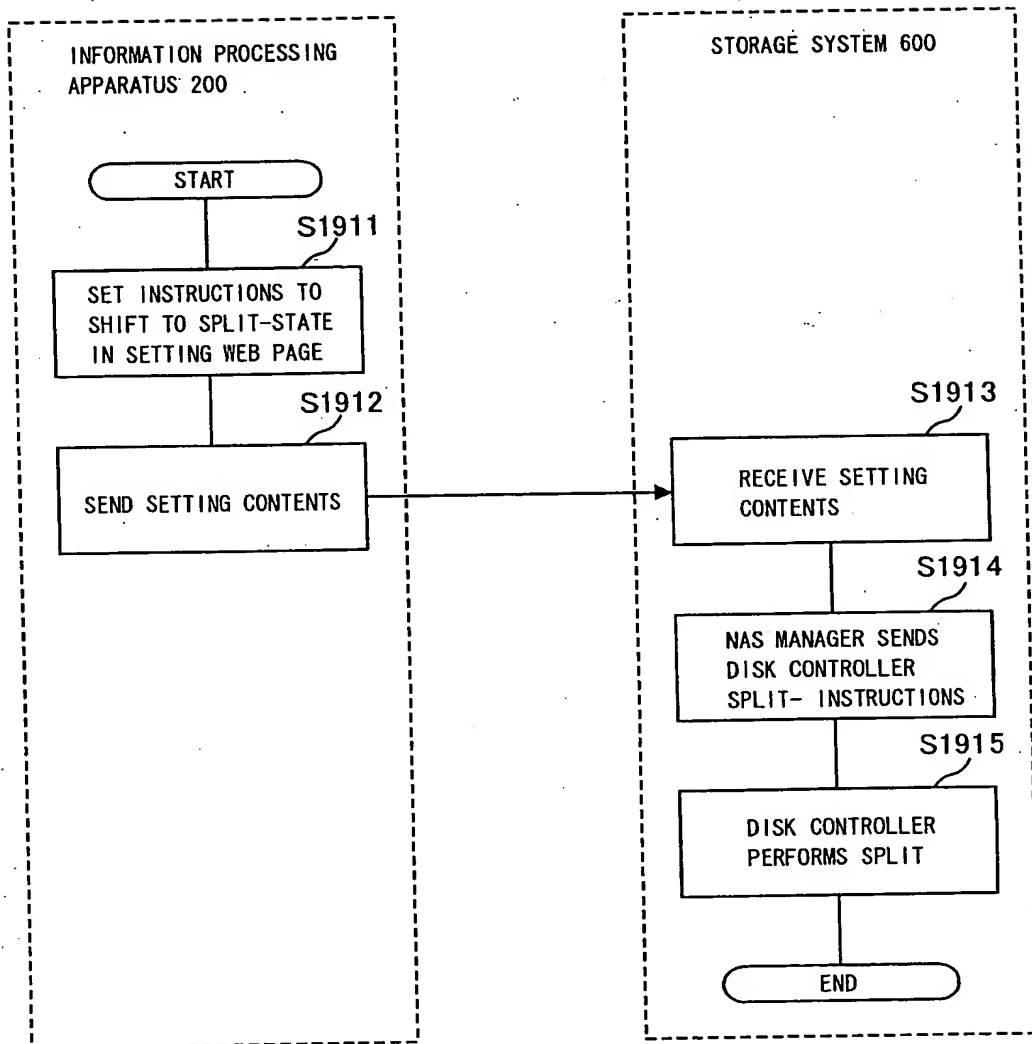 INFORMATION PROCESSING
APPARATUS 200
START
S1911
SET INSTRUCTIONS TO
SHIFT TO SPLIT-STATE
IN SETTING WEB PAGE
S1912
SEND SETTING CONTENTS
STORAGE SYSTEM 600
S1913
RECEIVE SETTING
CONTENTS
S1914
NAS MANAGER SENDS
DISK CONTROLLER
SPLIT- INSTRUCTIONS
S1915
DISK CONTROLLER
PERFORMS SPLIT
END